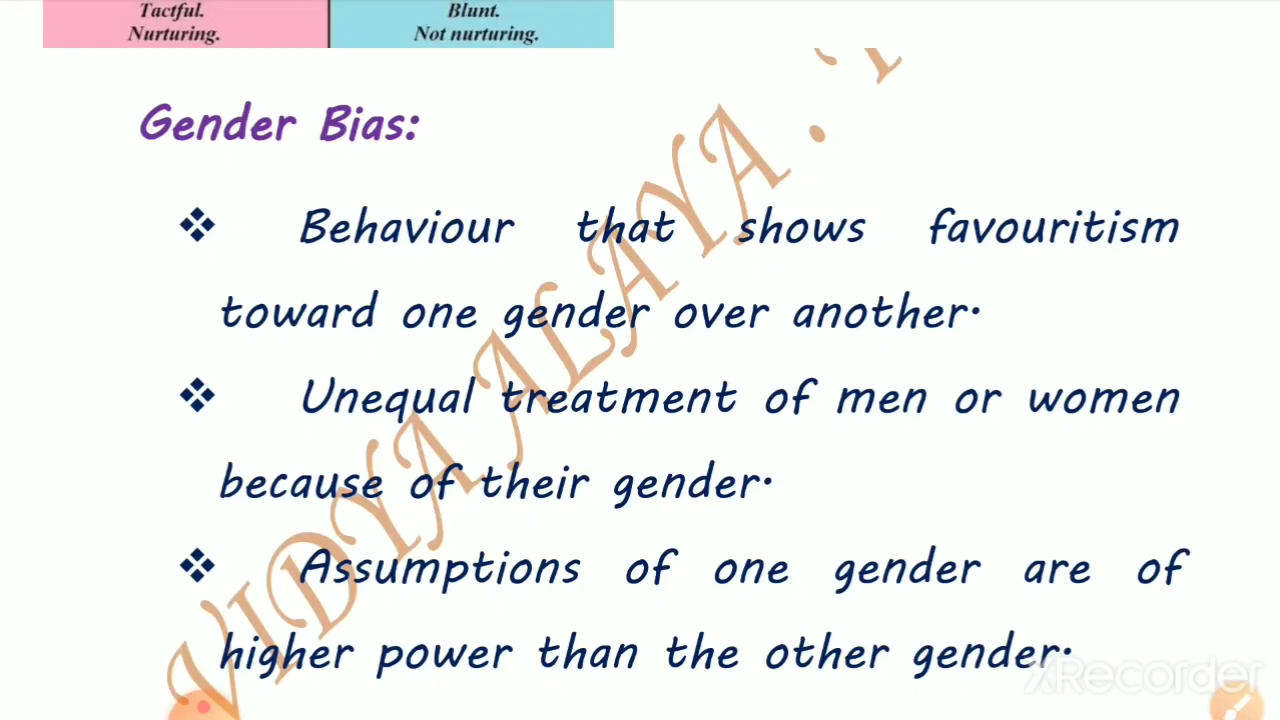 Tactful. Blunt.
Nurturing. Not nurturing.
Gender Bias:
❖ Behaviour that shows favouritism
toward one gender over another.
❖ Unequal treatment of men or women
because of their gender.
❖ Assumptions of one gender are of
higher power than the other gender.
VIDYAALAYA.
XRecorder